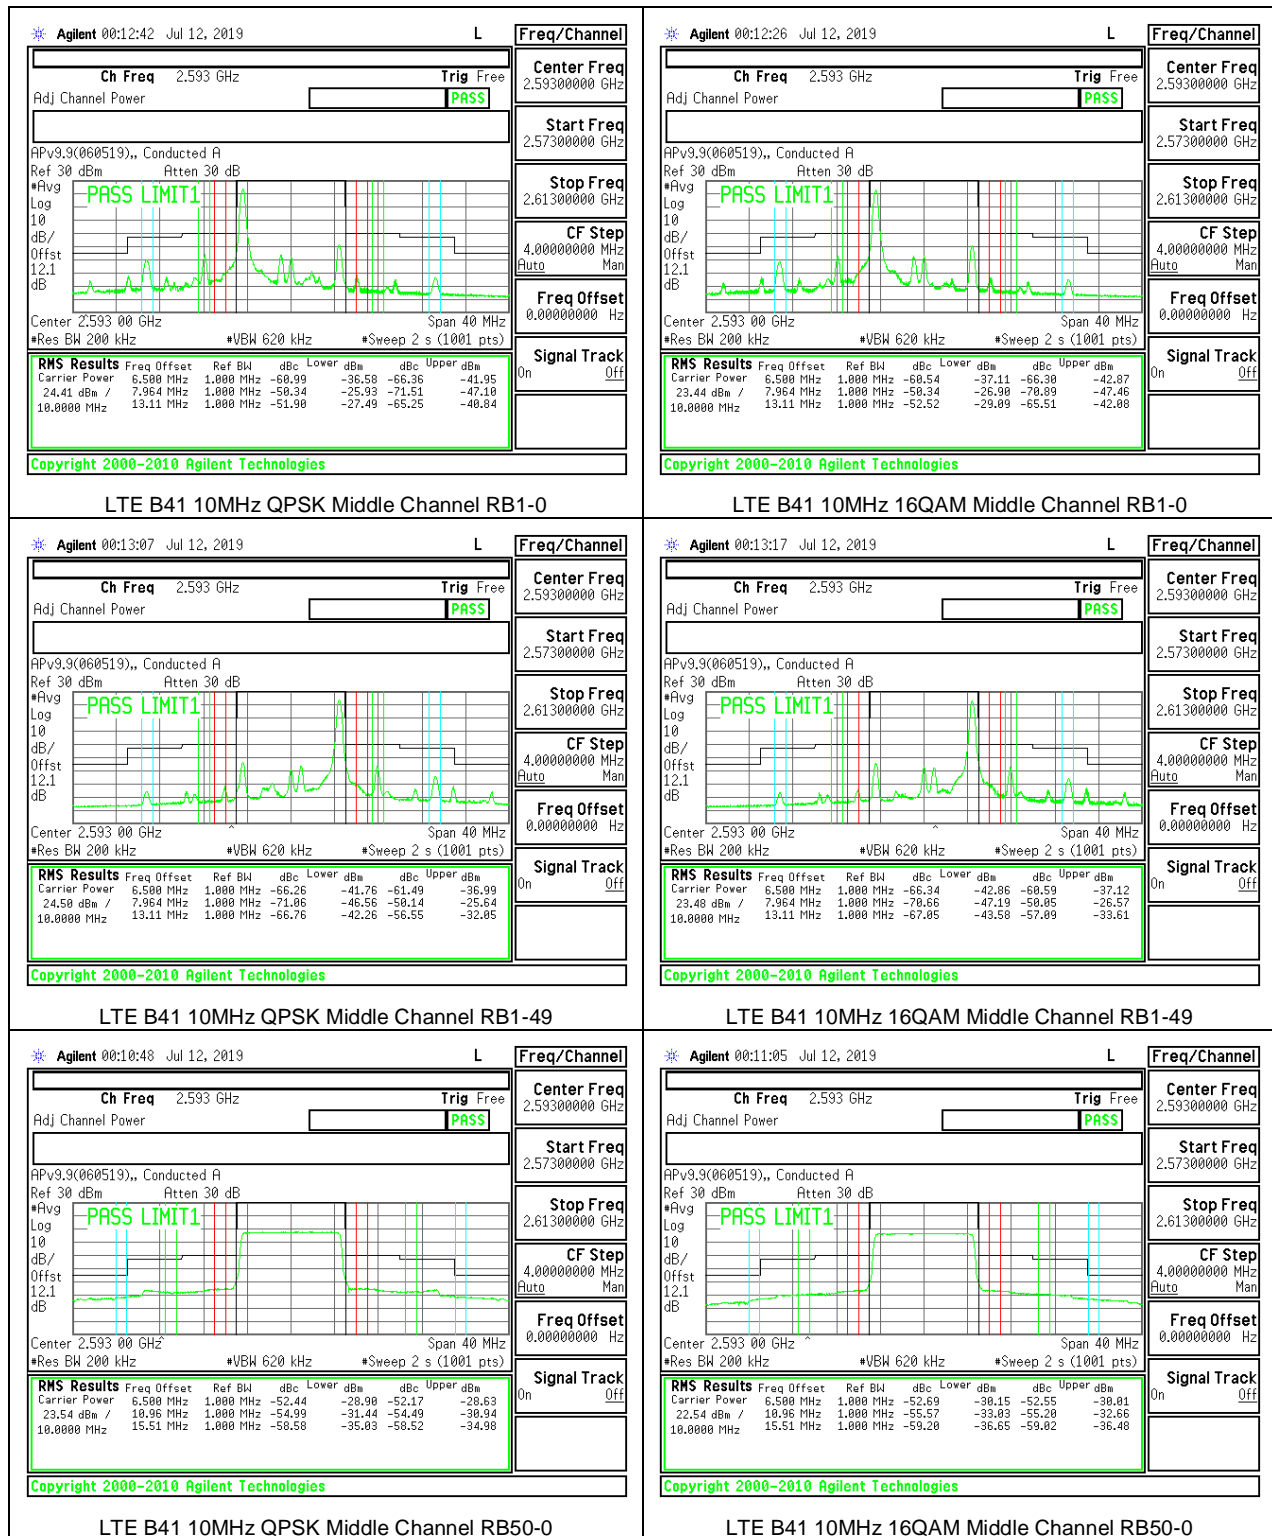 Agilent 00:12:42 Jul 12, 2019 L Freq/Channel
Ch Freq 2.593 GHz Trig Free
Adj Channel Power PASS
APv9.9(060519),, Conducted A
Ref 30 dBm Atten 30 dB
#Avg
Log
10
dB/
Offst
12.1
dB
PASS LIMIT1
Center 2.593 00 GHz Span 40 MHz
#Res BW 200 kHz #VBW 620 kHz #Sweep 2 s (1001 pts)
RMS Results Freq Offset Ref BW dBc Lower dBm dBc Upper dBm
Carrier Power 6.500 MHz 1.000 MHz -60.99 -36.58 -66.36 -41.95
24.41 dBm / 7.964 MHz 1.000 MHz -50.34 -25.93 -71.51 -47.10
10.0000 MHz 13.11 MHz 1.000 MHz -51.90 -27.49 -65.25 -40.84
Center Freq
2.59300000 GHz
Start Freq
2.57300000 GHz
Stop Freq
2.61300000 GHz
CF Step
4.00000000 MHz
Auto Man
Freq Offset
0.00000000 Hz
Signal Track
On Off
Copyright 2000-2010 Agilent Technologies
LTE B41 10MHz QPSK Middle Channel RB1-0
Agilent 00:12:26 Jul 12, 2019 L Freq/Channel
Ch Freq 2.593 GHz Trig Free
Adj Channel Power PASS
APv9.9(060519),, Conducted A
Ref 30 dBm Atten 30 dB
#Avg
Log
10
dB/
Offst
12.1
dB
PASS LIMIT1
Center 2.593 00 GHz Span 40 MHz
#Res BW 200 kHz #VBW 620 kHz #Sweep 2 s (1001 pts)
RMS Results Freq Offset Ref BW dBc Lower dBm dBc Upper dBm
Carrier Power 6.500 MHz 1.000 MHz -60.54 -37.11 -66.30 -42.87
23.44 dBm / 7.964 MHz 1.000 MHz -50.34 -26.90 -70.89 -47.46
10.0000 MHz 13.11 MHz 1.000 MHz -52.52 -29.09 -65.51 -42.08
Center Freq
2.59300000 GHz
Start Freq
2.57300000 GHz
Stop Freq
2.61300000 GHz
CF Step
4.00000000 MHz
Auto Man
Freq Offset
0.00000000 Hz
Signal Track
On Off
Copyright 2000-2010 Agilent Technologies
LTE B41 10MHz 16QAM Middle Channel RB1-0
Agilent 00:13:07 Jul 12, 2019 L Freq/Channel
Ch Freq 2.593 GHz Trig Free
Adj Channel Power PASS
APv9.9(060519),, Conducted A
Ref 30 dBm Atten 30 dB
#Avg
Log
10
dB/
Offst
12.1
dB
PASS LIMIT1
Center 2.593 00 GHz Span 40 MHz
#Res BW 200 kHz #VBW 620 kHz #Sweep 2 s (1001 pts)
RMS Results Freq Offset Ref BW dBc Lower dBm dBc Upper dBm
Carrier Power 6.500 MHz 1.000 MHz -66.26 -41.76 -61.49 -36.99
24.50 dBm / 7.964 MHz 1.000 MHz -71.06 -46.56 -50.14 -25.64
10.0000 MHz 13.11 MHz 1.000 MHz -66.76 -42.26 -56.55 -32.05
Center Freq
2.59300000 GHz
Start Freq
2.57300000 GHz
Stop Freq
2.61300000 GHz
CF Step
4.00000000 MHz
Auto Man
Freq Offset
0.00000000 Hz
Signal Track
On Off
Copyright 2000-2010 Agilent Technologies
LTE B41 10MHz QPSK Middle Channel RB1-49
Agilent 00:13:17 Jul 12, 2019 L Freq/Channel
Ch Freq 2.593 GHz Trig Free
Adj Channel Power PASS
APv9.9(060519),, Conducted A
Ref 30 dBm Atten 30 dB
#Avg
Log
10
dB/
Offst
12.1
dB
PASS LIMIT1
Center 2.593 00 GHz Span 40 MHz
#Res BW 200 kHz #VBW 620 kHz #Sweep 2 s (1001 pts)
RMS Results Freq Offset Ref BW dBc Lower dBm dBc Upper dBm
Carrier Power 6.500 MHz 1.000 MHz -66.34 -42.86 -60.59 -37.12
23.48 dBm / 7.964 MHz 1.000 MHz -70.66 -47.19 -50.05 -26.57
10.0000 MHz 13.11 MHz 1.000 MHz -67.05 -43.58 -57.09 -33.61
Center Freq
2.59300000 GHz
Start Freq
2.57300000 GHz
Stop Freq
2.61300000 GHz
CF Step
4.00000000 MHz
Auto Man
Freq Offset
0.00000000 Hz
Signal Track
On Off
Copyright 2000-2010 Agilent Technologies
LTE B41 10MHz 16QAM Middle Channel RB1-49
Agilent 00:10:48 Jul 12, 2019 L Freq/Channel
Ch Freq 2.593 GHz Trig Free
Adj Channel Power PASS
APv9.9(060519),, Conducted A
Ref 30 dBm Atten 30 dB
#Avg
Log
10
dB/
Offst
12.1
dB
PASS LIMIT1
Center 2.593 00 GHz Span 40 MHz
#Res BW 200 kHz #VBW 620 kHz #Sweep 2 s (1001 pts)
RMS Results Freq Offset Ref BW dBc Lower dBm dBc Upper dBm
Carrier Power 6.500 MHz 1.000 MHz -52.44 -28.90 -52.17 -28.63
23.54 dBm / 10.96 MHz 1.000 MHz -54.99 -31.44 -54.49 -30.94
10.0000 MHz 15.51 MHz 1.000 MHz -58.58 -35.03 -58.52 -34.98
Center Freq
2.59300000 GHz
Start Freq
2.57300000 GHz
Stop Freq
2.61300000 GHz
CF Step
4.00000000 MHz
Auto Man
Freq Offset
0.00000000 Hz
Signal Track
On Off
Copyright 2000-2010 Agilent Technologies
LTE B41 10MHz QPSK Middle Channel RB50-0
Agilent 00:11:05 Jul 12, 2019 L Freq/Channel
Ch Freq 2.593 GHz Trig Free
Adj Channel Power PASS
APv9.9(060519),, Conducted A
Ref 30 dBm Atten 30 dB
#Avg
Log
10
dB/
Offst
12.1
dB
PASS LIMIT1
Center 2.593 00 GHz Span 40 MHz
#Res BW 200 kHz #VBW 620 kHz #Sweep 2 s (1001 pts)
RMS Results Freq Offset Ref BW dBc Lower dBm dBc Upper dBm
Carrier Power 6.500 MHz 1.000 MHz -52.69 -30.15 -52.55 -30.01
22.54 dBm / 10.96 MHz 1.000 MHz -55.57 -33.03 -55.20 -32.66
10.0000 MHz 15.51 MHz 1.000 MHz -59.20 -36.65 -59.02 -36.48
Center Freq
2.59300000 GHz
Start Freq
2.57300000 GHz
Stop Freq
2.61300000 GHz
CF Step
4.00000000 MHz
Auto Man
Freq Offset
0.00000000 Hz
Signal Track
On Off
Copyright 2000-2010 Agilent Technologies
LTE B41 10MHz 16QAM Middle Channel RB50-0